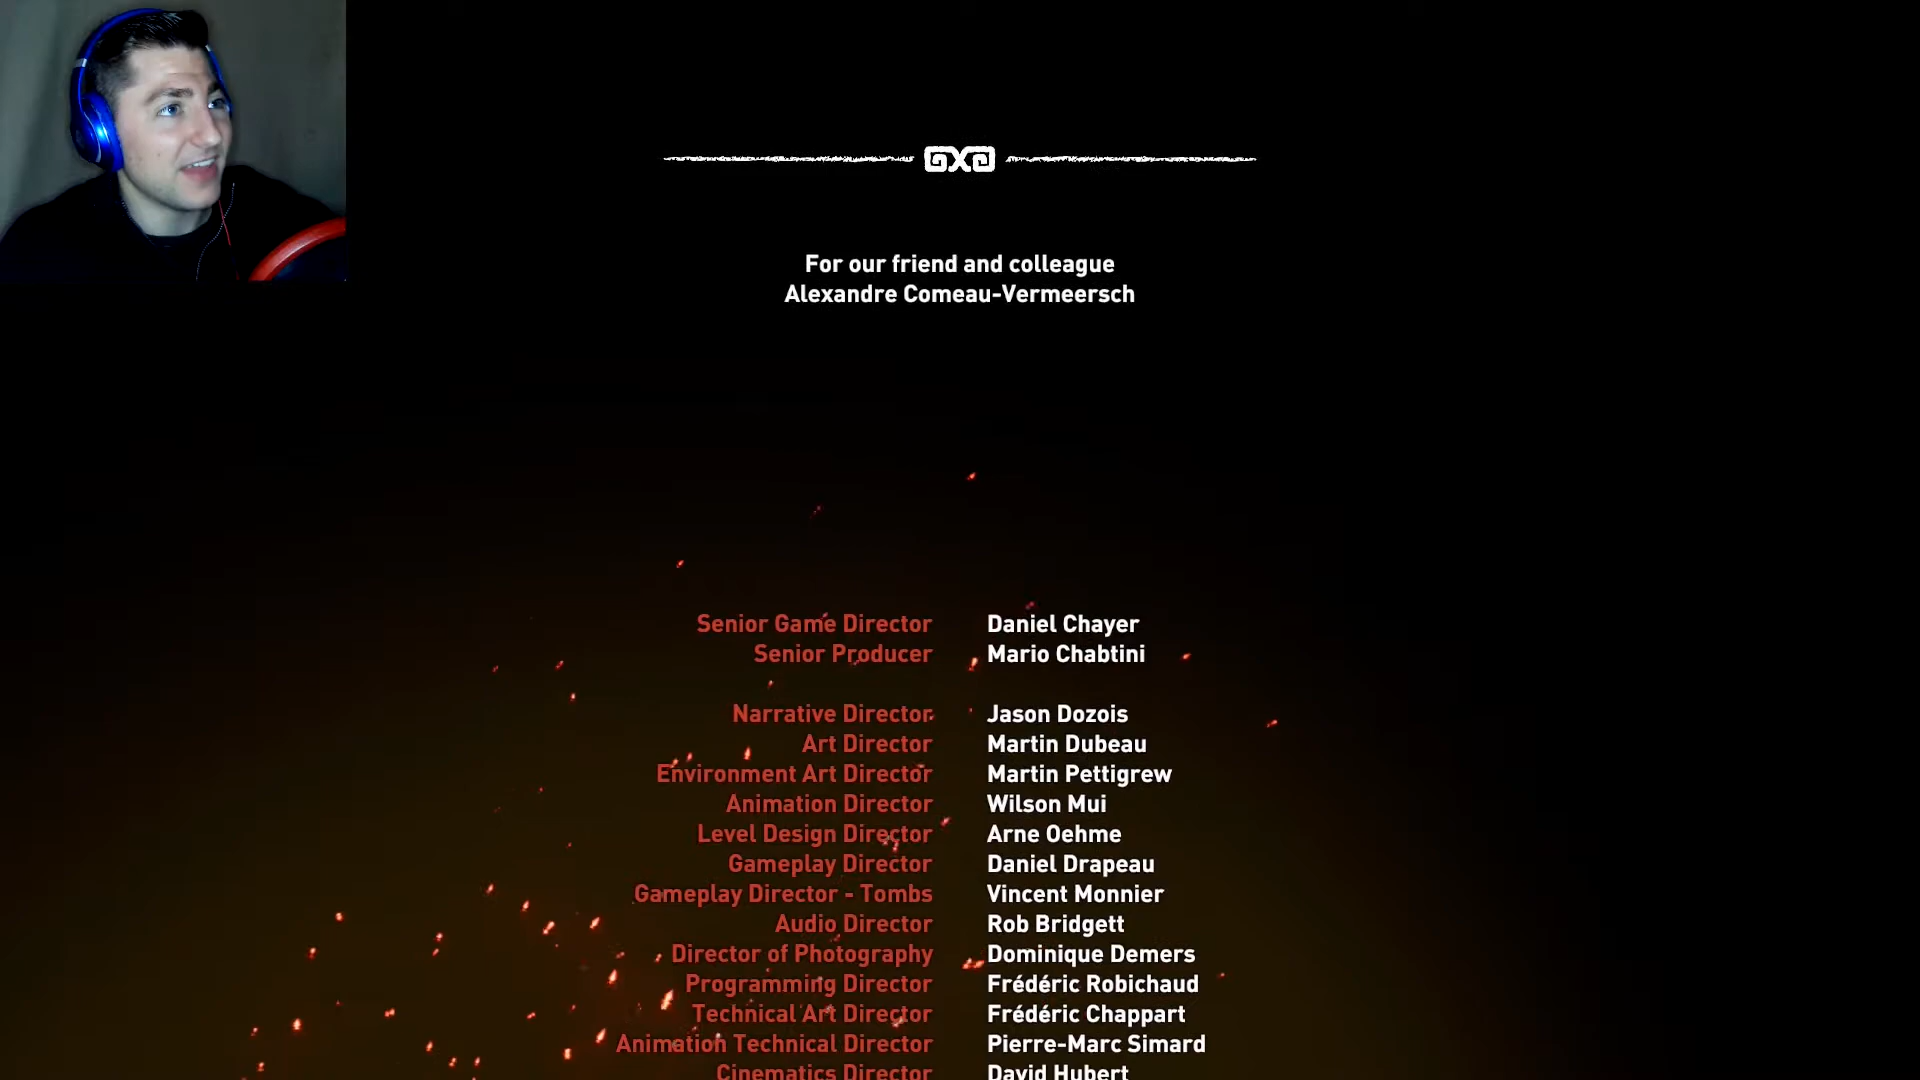 For our friend and colleague
Alexandre Comeau-Vermeersch
Senior Game Director Daniel Chayer
Senior Producer Mario Chabtini
Narrative Director Jason Dozois
Art Director Martin Dubeau
Environment Art Director Martin Pettigrew
Animation Director Wilson Mui
Level Design Director Arne Oehme
Gameplay Director Daniel Drapeau
Gameplay Director - Tombs Vincent Monnier
Audio Director Rob Bridgett
Director of Photography Dominique Demers
Programming Director Frédéric Robichaud
Technical Art Director Frédéric Chappart
Animation Technical Director Pierre-Marc Simard
Cinematics Director David Hubert